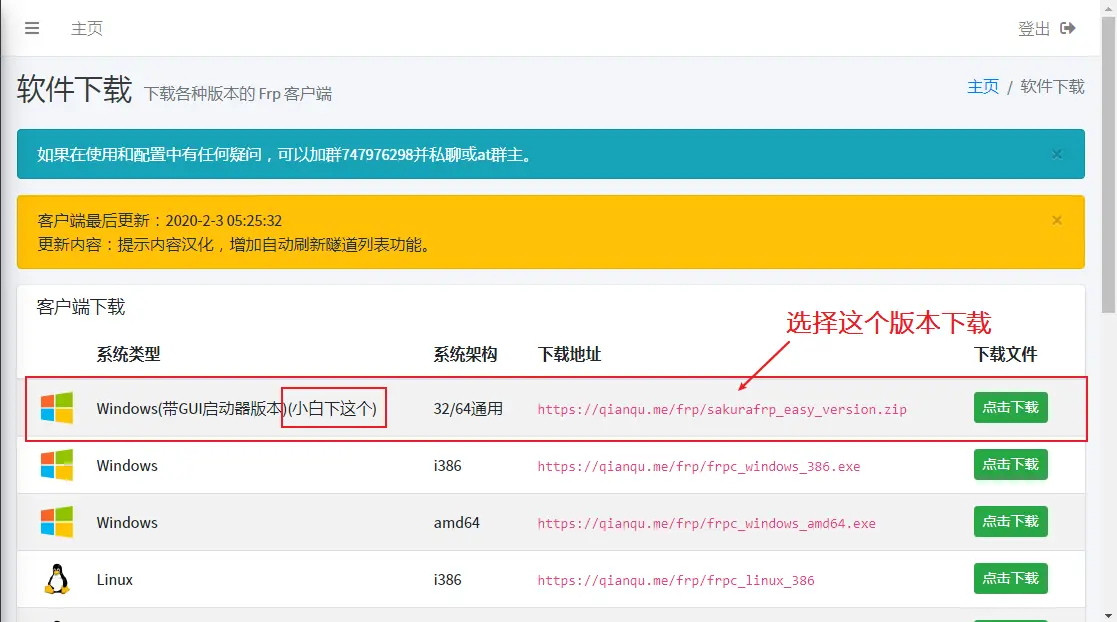 主页
登出
软件下载 下载各种版本的 Frp 客户端
主页 / 软件下载
如果在使用和配置中有任何疑问，可以加群747976298并私聊或at群主。
×
客户端最后更新：2020-2-3 05:25:32
×
更新内容：提示内容汉化，增加自动刷新隧道列表功能。
客户端下载
选择这个版本下载
系统类型 系统架构 下载地址 下载文件
Windows(带GUI启动器版本)(小白下这个) 32/64通用 https://qianqu.me/frp/sakurafrp_easy_version.zip 点击下载
Windows i386 https://qianqu.me/frp/frpc_windows_386.exe 点击下载
Windows amd64 https://qianqu.me/frp/frpc_windows_amd64.exe 点击下载
Linux i386 https://qianqu.me/frp/frpc_linux_386 点击下载